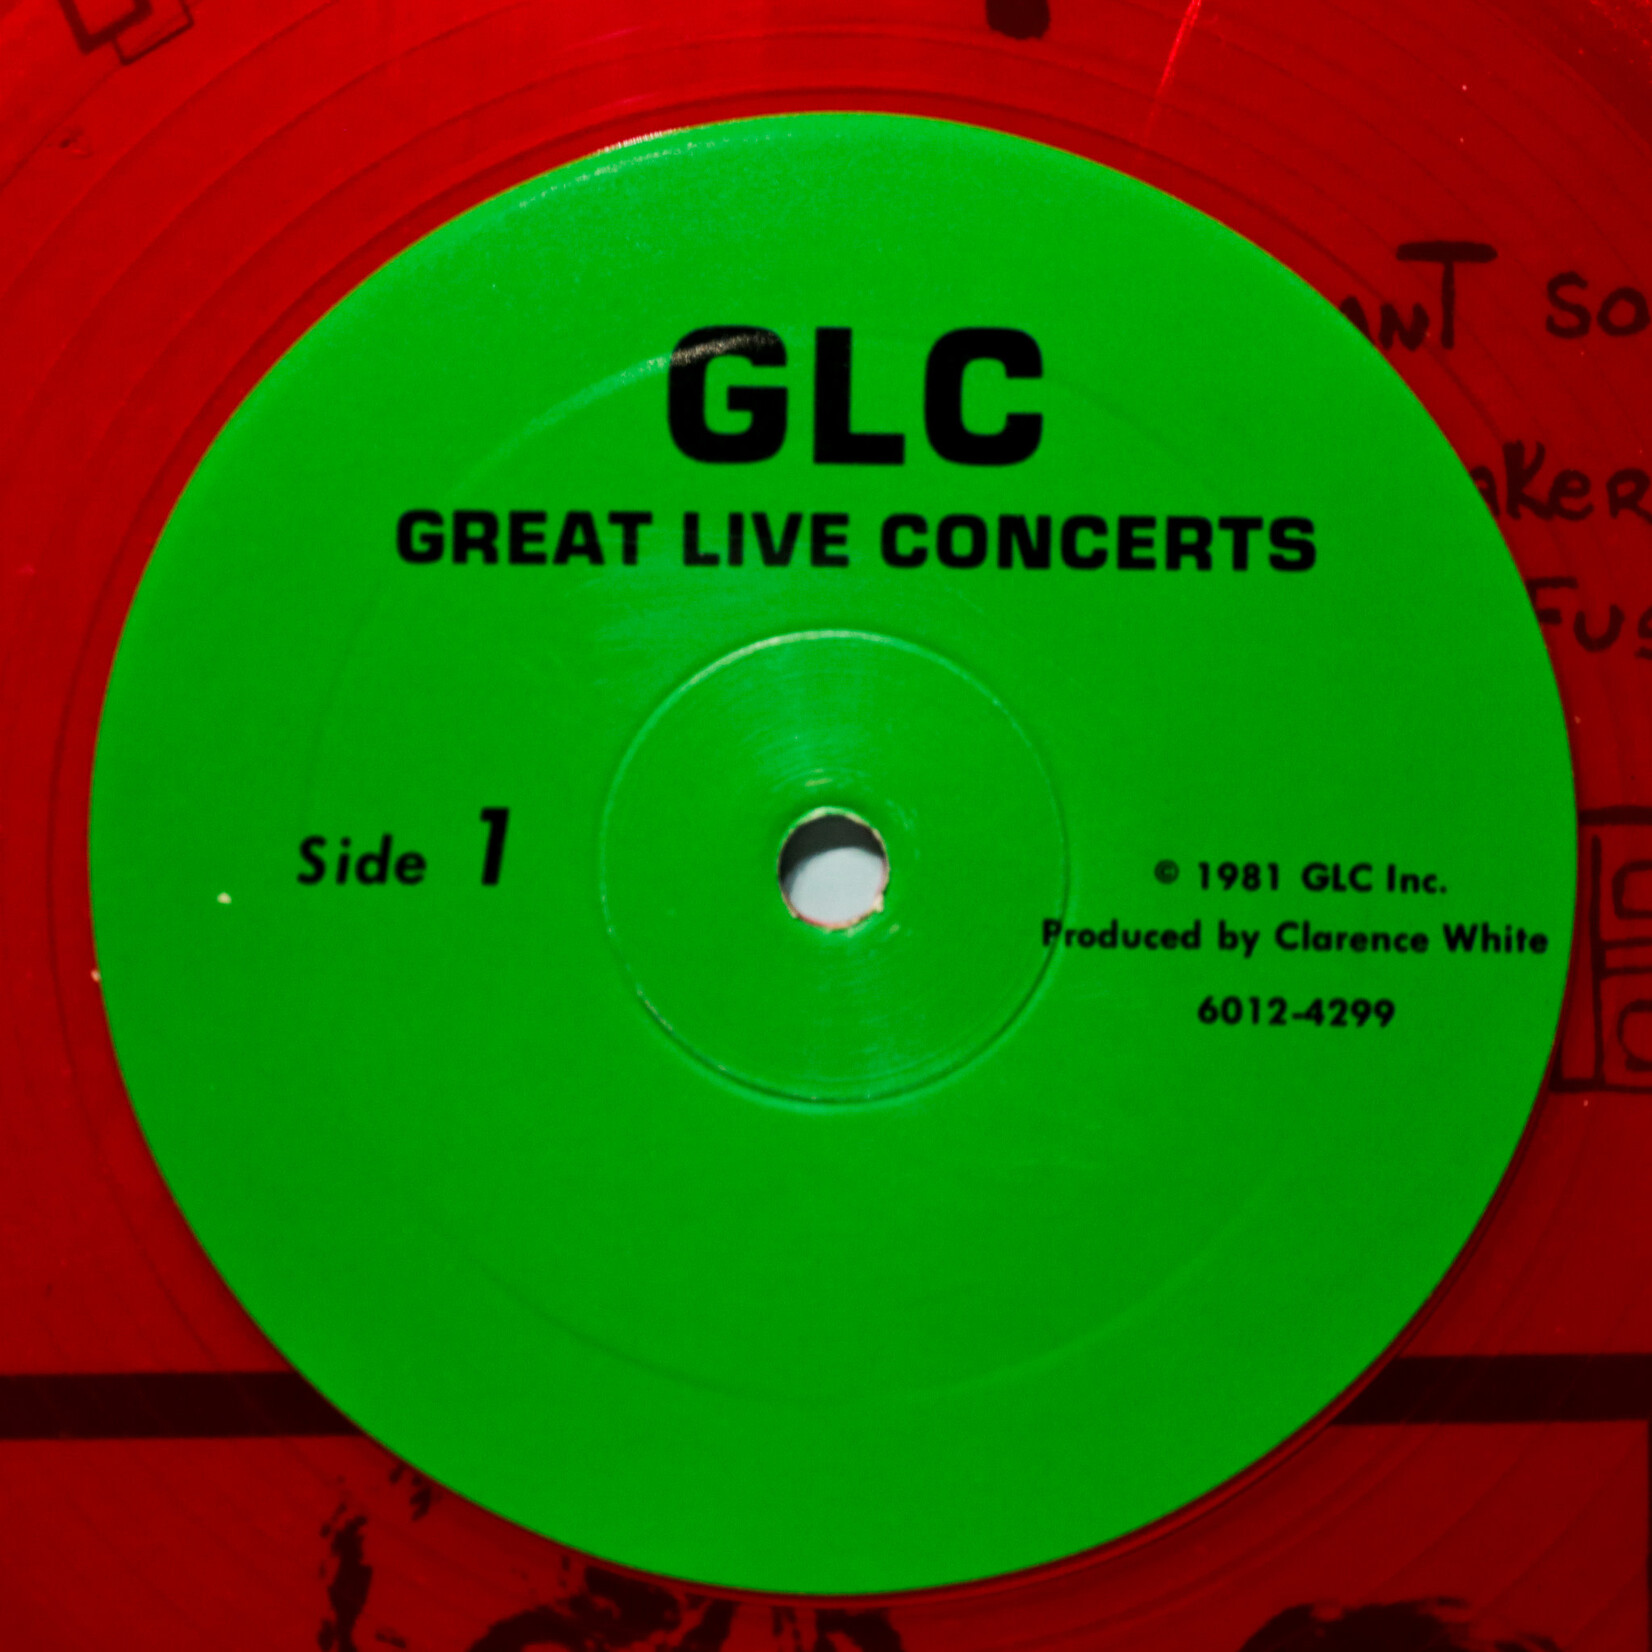 GLC
GREAT LIVE CONCERTS
Side 1
© 1981 GLC Inc.
Produced by Clarence White
6012-4299